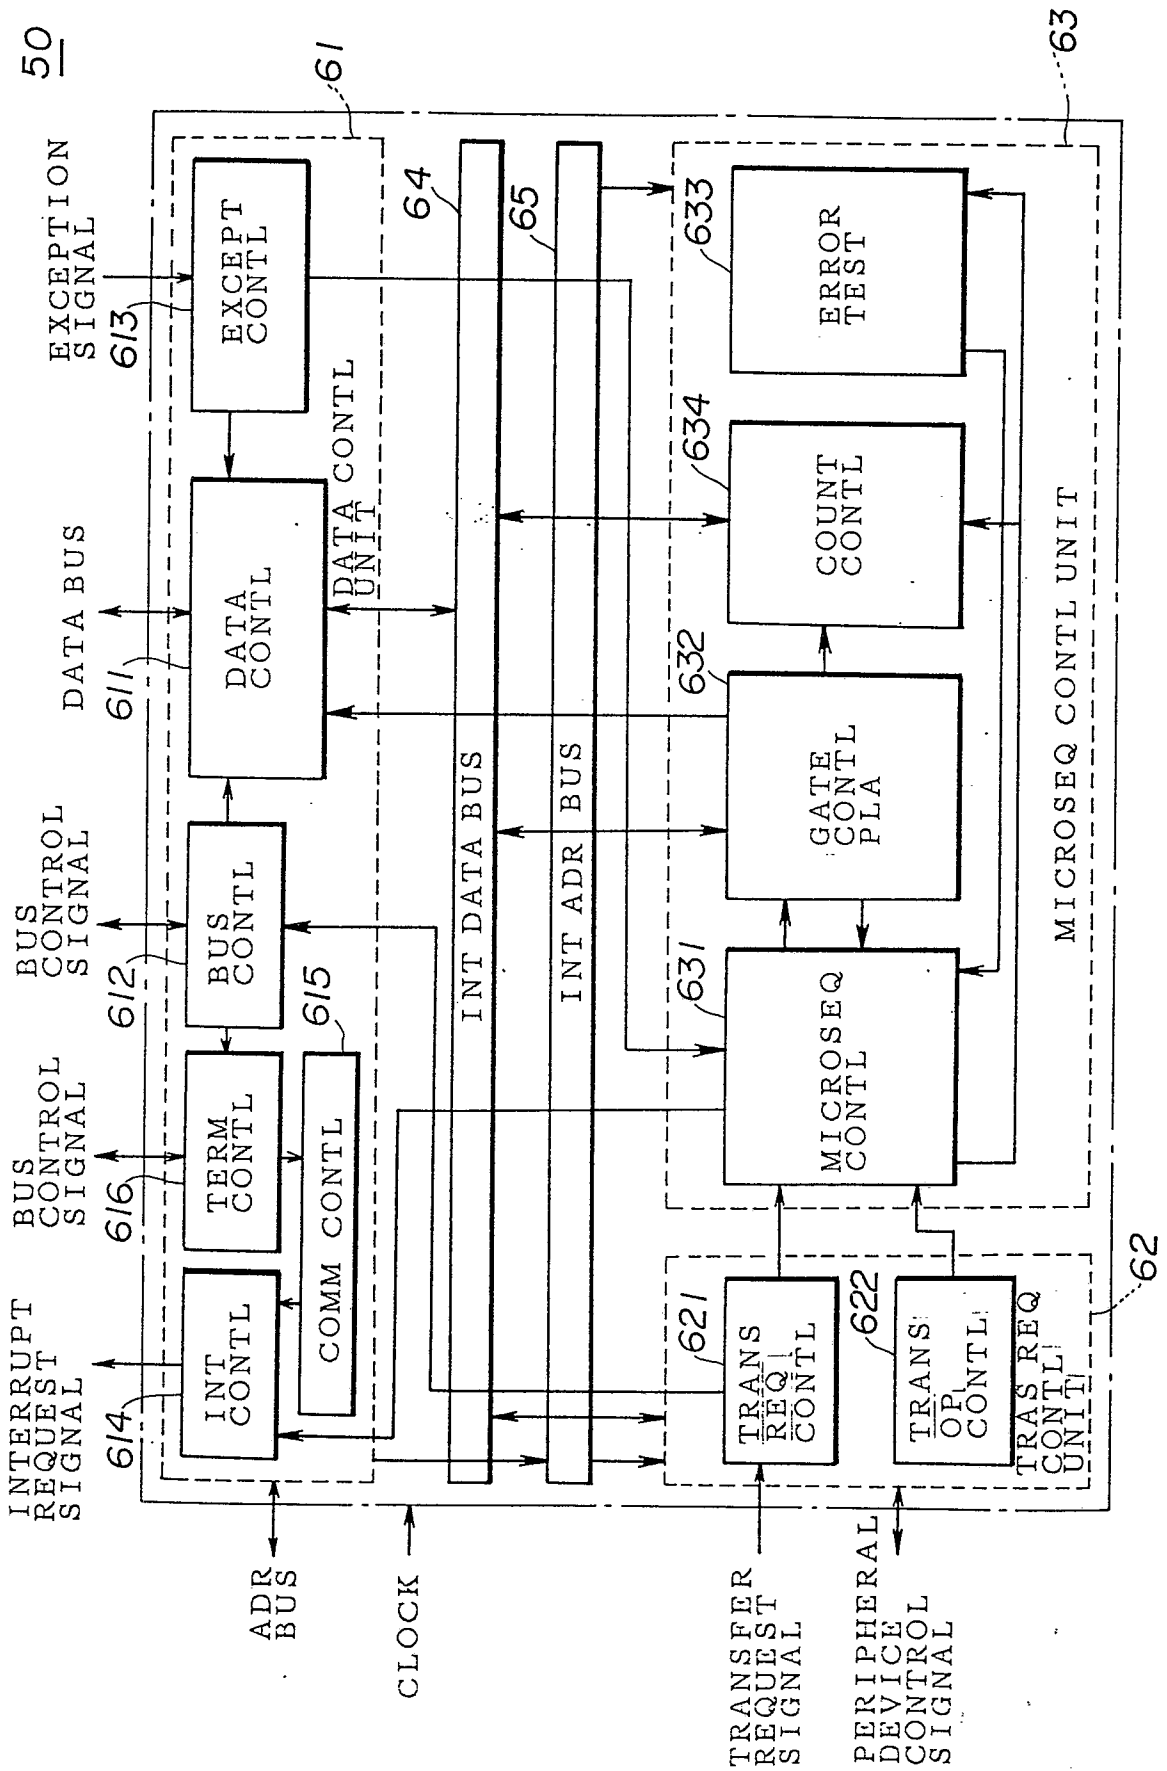 50
INTERRUPT
REQUEST
SIGNAL
BUS
CONTROL
SIGNAL
BUS
CONTROL
SIGNAL
DATA BUS
EXCEPTION
SIGNAL
614
616
612
611
613
61
INT
CONTL
TERM
CONTL
BUS
CONTL
DATA
CONTL
EXCEPT
CONTL
COMM CONTL
615
DATA CONTL
UNIT
ADR
BUS
CLOCK
INT DATA BUS
64
INT ADR BUS
65
621
631
632
634
633
TRANS
REQ
CONTL
MICROSEQ
CONTL
GATE
CONTL
PLA
COUNT
CONTL
ERROR
TEST
622
TRANS
OP
CONTL
TRAS REQ
CONTL
UNIT
MICROSEQ CONTL UNIT
63
62
TRANSFER
REQUEST
SIGNAL
PERIPHERAL
DEVICE
CONTROL
SIGNAL